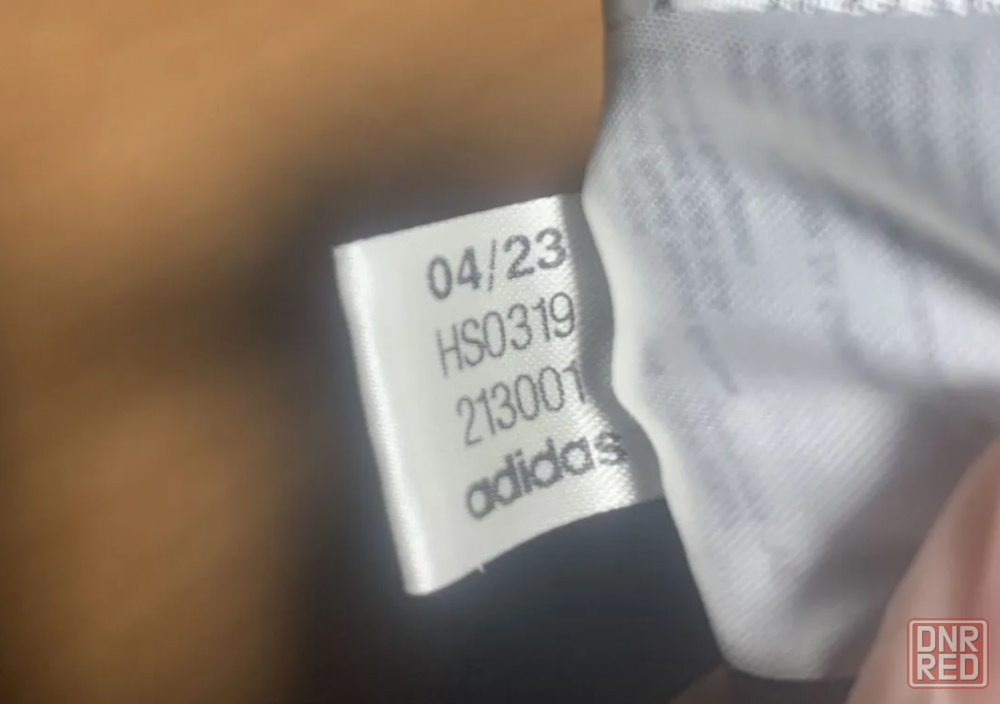 04/23
HS0319
213001
adidas
DNR
RED